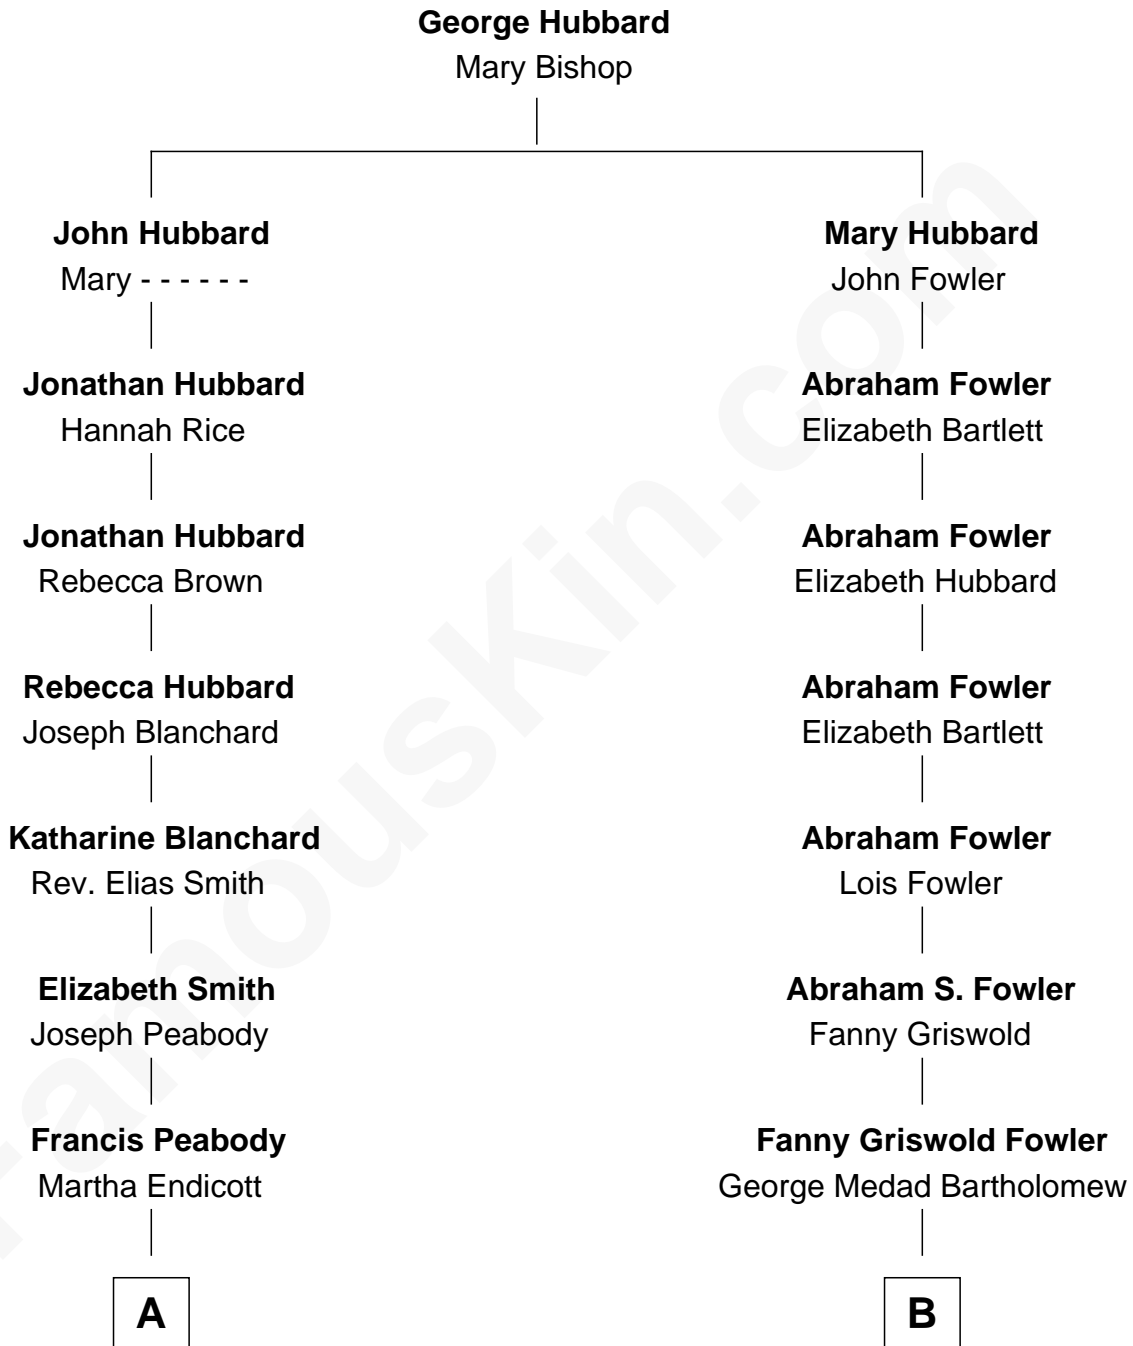 George Hubbard
Mary Bishop
John Hubbard
Mary - - - - - -
Mary Hubbard
John Fowler
Jonathan Hubbard
Hannah Rice
Abraham Fowler
Elizabeth Bartlett
Jonathan Hubbard
Rebecca Brown
Abraham Fowler
Elizabeth Hubbard
Rebecca Hubbard
Joseph Blanchard
Abraham Fowler
Elizabeth Bartlett
Katharine Blanchard
Rev. Elias Smith
Abraham Fowler
Lois Fowler
Elizabeth Smith
Joseph Peabody
Abraham S. Fowler
Fanny Griswold
Francis Peabody
Martha Endicott
Fanny Griswold Fowler
George Medad Bartholomew
A
B
FamousKin.com